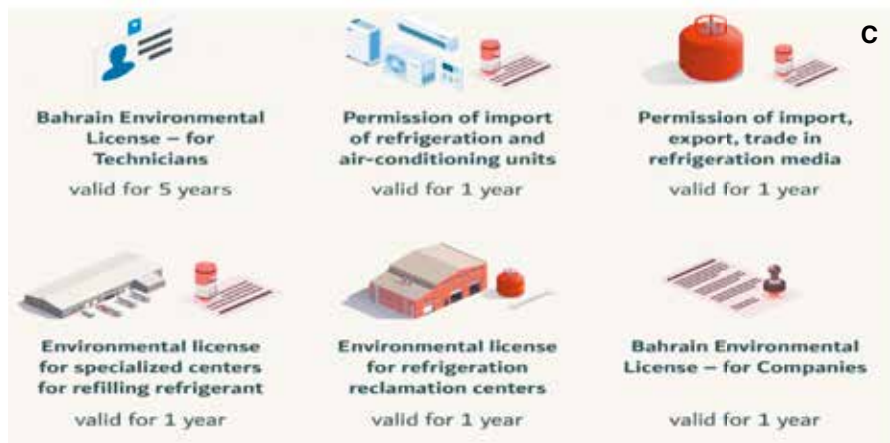 C
Bahrain Environmental
License – for
Technicians
valid for 5 years
Permission of import
of refrigeration and
air-conditioning units
valid for 1 year
Permission of import,
export, trade in
refrigeration media
valid for 1 year
Environmental license
for specialized centers
for refilling refrigerant
valid for 1 year
Environmental license
for refrigeration
reclamation centers
valid for 1 year
Bahrain Environmental
License – for Companies
valid for 1 year